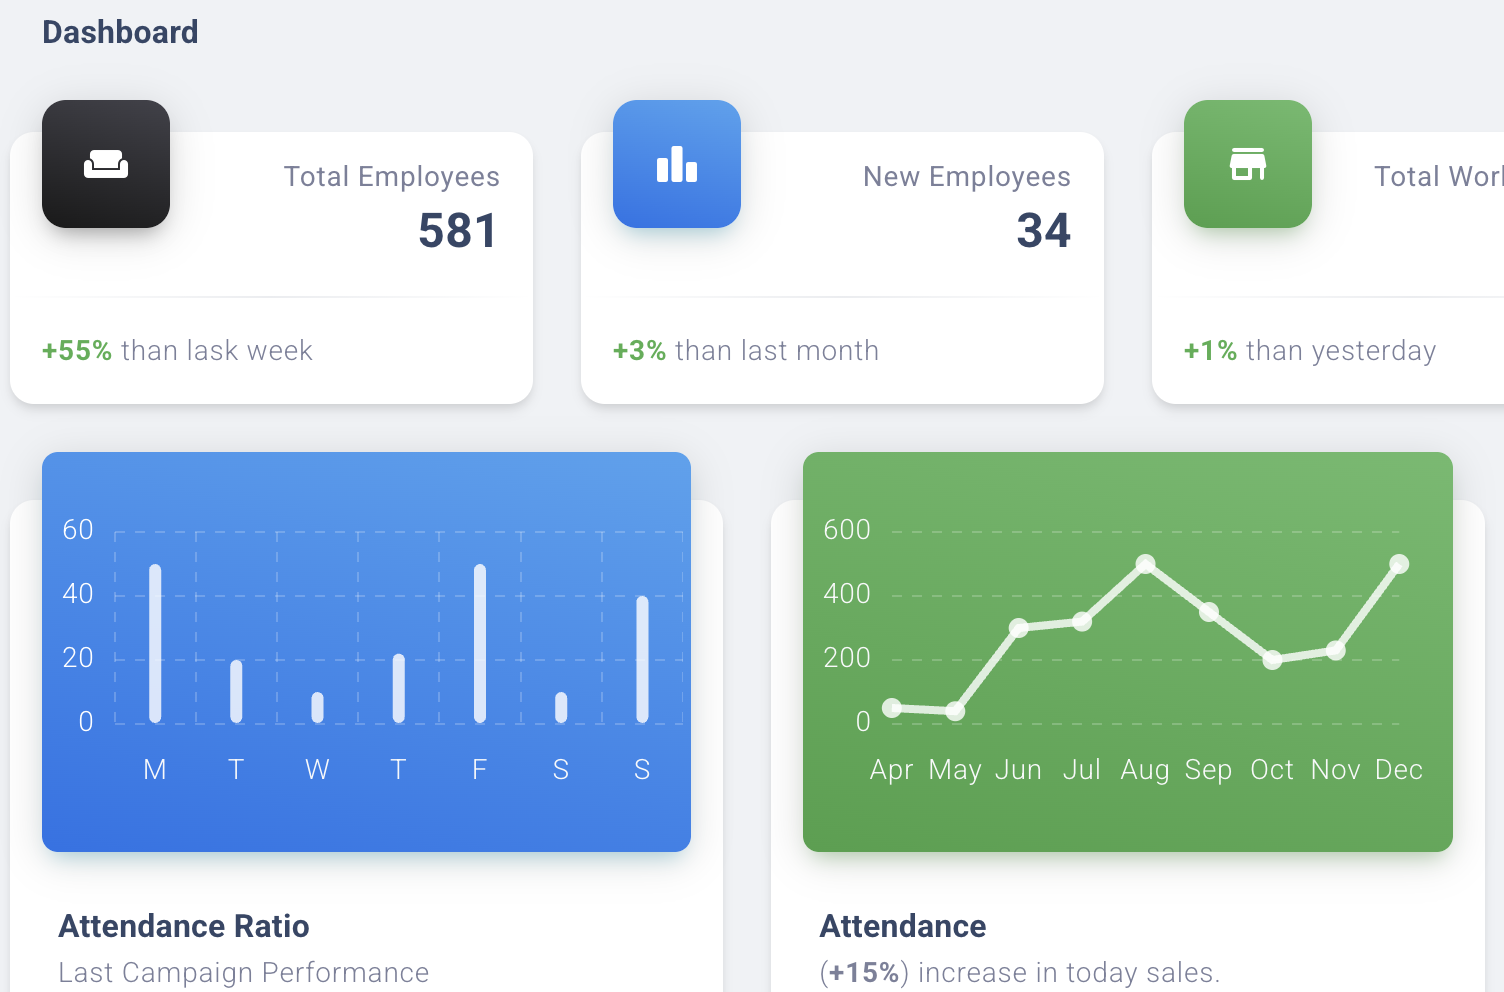 Dashboard
Total Employees
581
+55% than lask week
New Employees
34
+3% than last month
Total
+1% than yesterday
60
40
20
0
M T W T F S S
Attendance Ratio
Last Campaign Performance
600
400
200
0
Apr May Jun Jul Aug Sep Oct Nov Dec
Attendance
(+15%) increase in today sales.